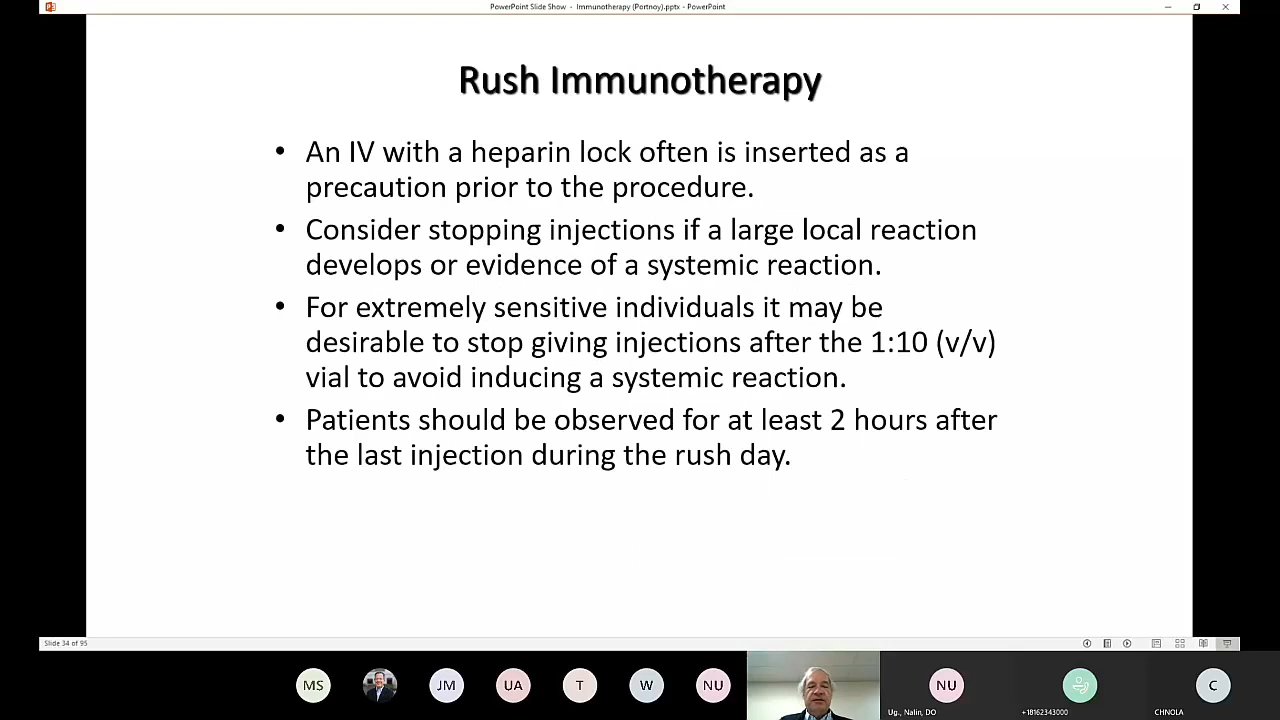 PowerPoint Slide Show - Immunotherapy (Portnoy).pptx - PowerPoint
Rush Immunotherapy
• An IV with a heparin lock often is inserted as a
precaution prior to the procedure.
• Consider stopping injections if a large local reaction
develops or evidence of a systemic reaction.
• For extremely sensitive individuals it may be
desirable to stop giving injections after the 1:10 (v/v)
vial to avoid inducing a systemic reaction.
• Patients should be observed for at least 2 hours after
the last injection during the rush day.
Slide 34 of 95
MS JM UA T W NU NU C
Ug., Nalin, DO +18162343000 CHNOLA